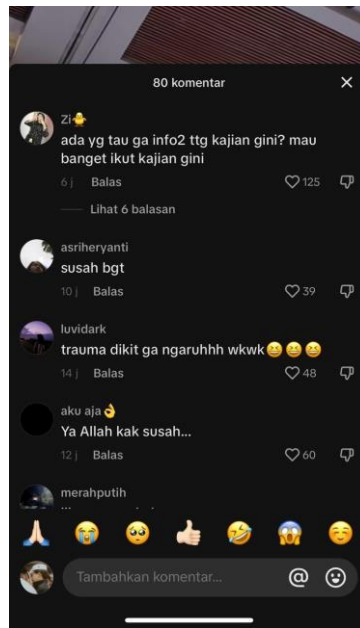 80 komentar
Zi🐥
ada yg tau ga info2 ttg kajian gini? mau
banget ikut kajian gini
6 j Balas 125
Lihat 6 balasan
asriheryanti
susah bgt
10 j Balas 39
luvidark
trauma dikit ga ngaruhhh wkwk😆😆😆
14 j Balas 48
aku aja👌
Ya Allah kak susah...
12 j Balas 60
merahputih
Tambahkan komentar...